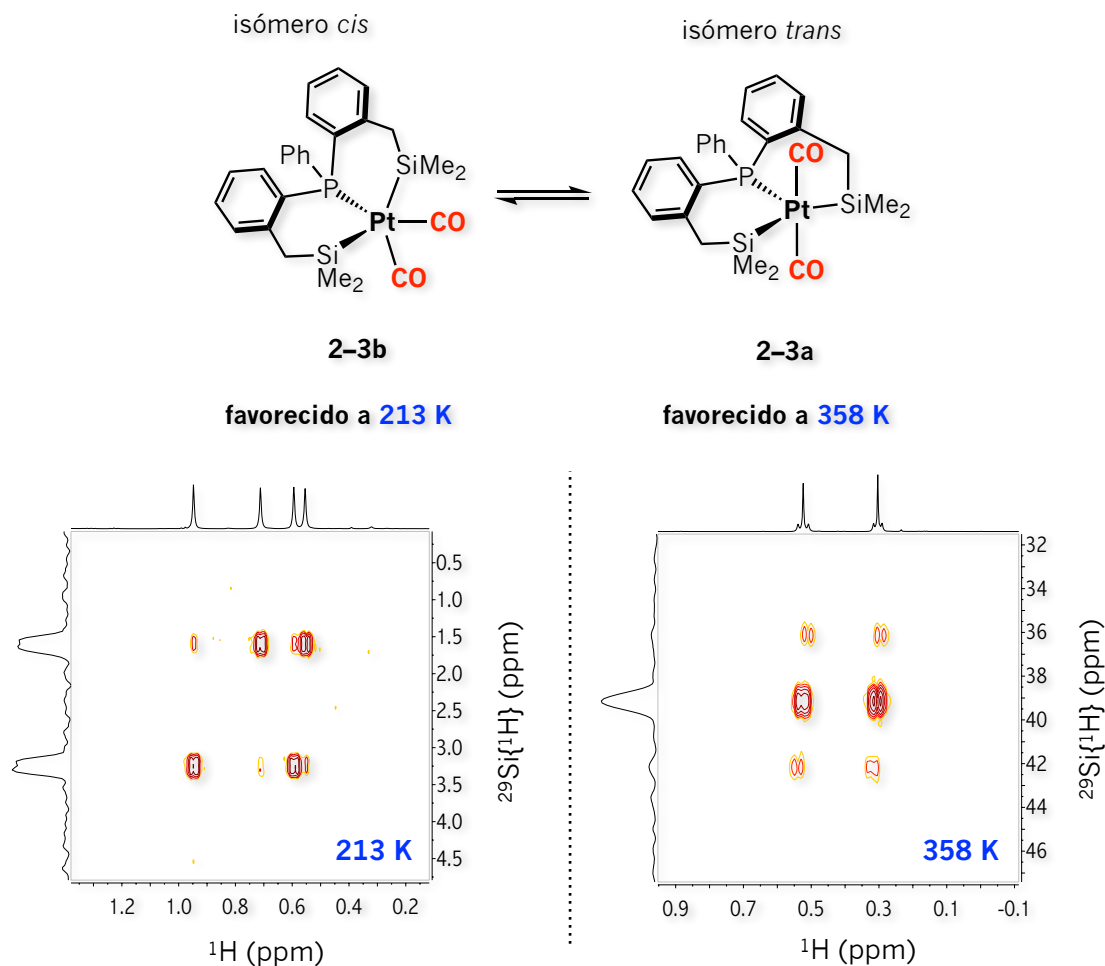 isómero cis
isómero trans
Ph
P
SiMe₂
Pt
CO
Si
Me₂
CO
Ph
P
CO
Pt
SiMe₂
Si
Me₂
CO
2–3b
2–3a
favorecido a 213 K
favorecido a 358 K
0.5
1.0
1.5
2.0
2.5
3.0
3.5
4.0
4.5
²⁹Si{¹H} (ppm)
213 K
1.2 1.0 0.8 0.6 0.4 0.2
¹H (ppm)
32
34
36
38
40
42
44
46
²⁹Si{¹H} (ppm)
358 K
0.9 0.7 0.5 0.3 0.1 -0.1
¹H (ppm)